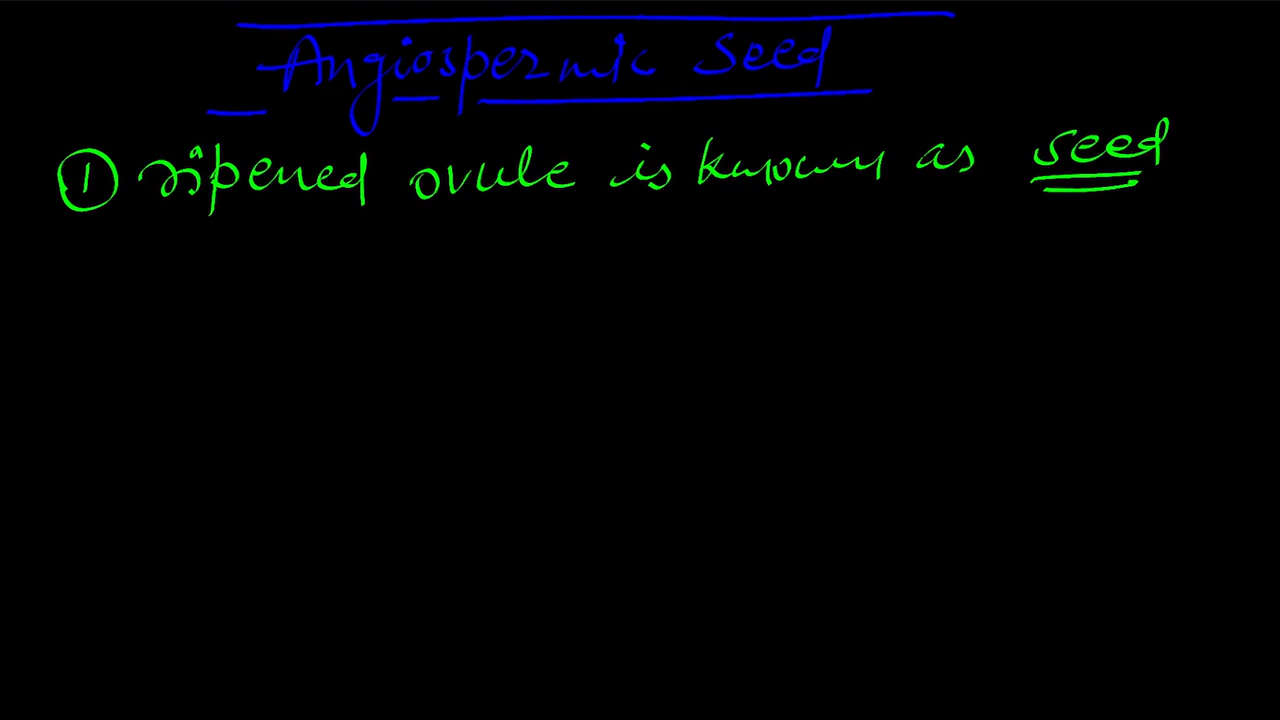 Angiospermic Seed
① ripened ovule is known as seed